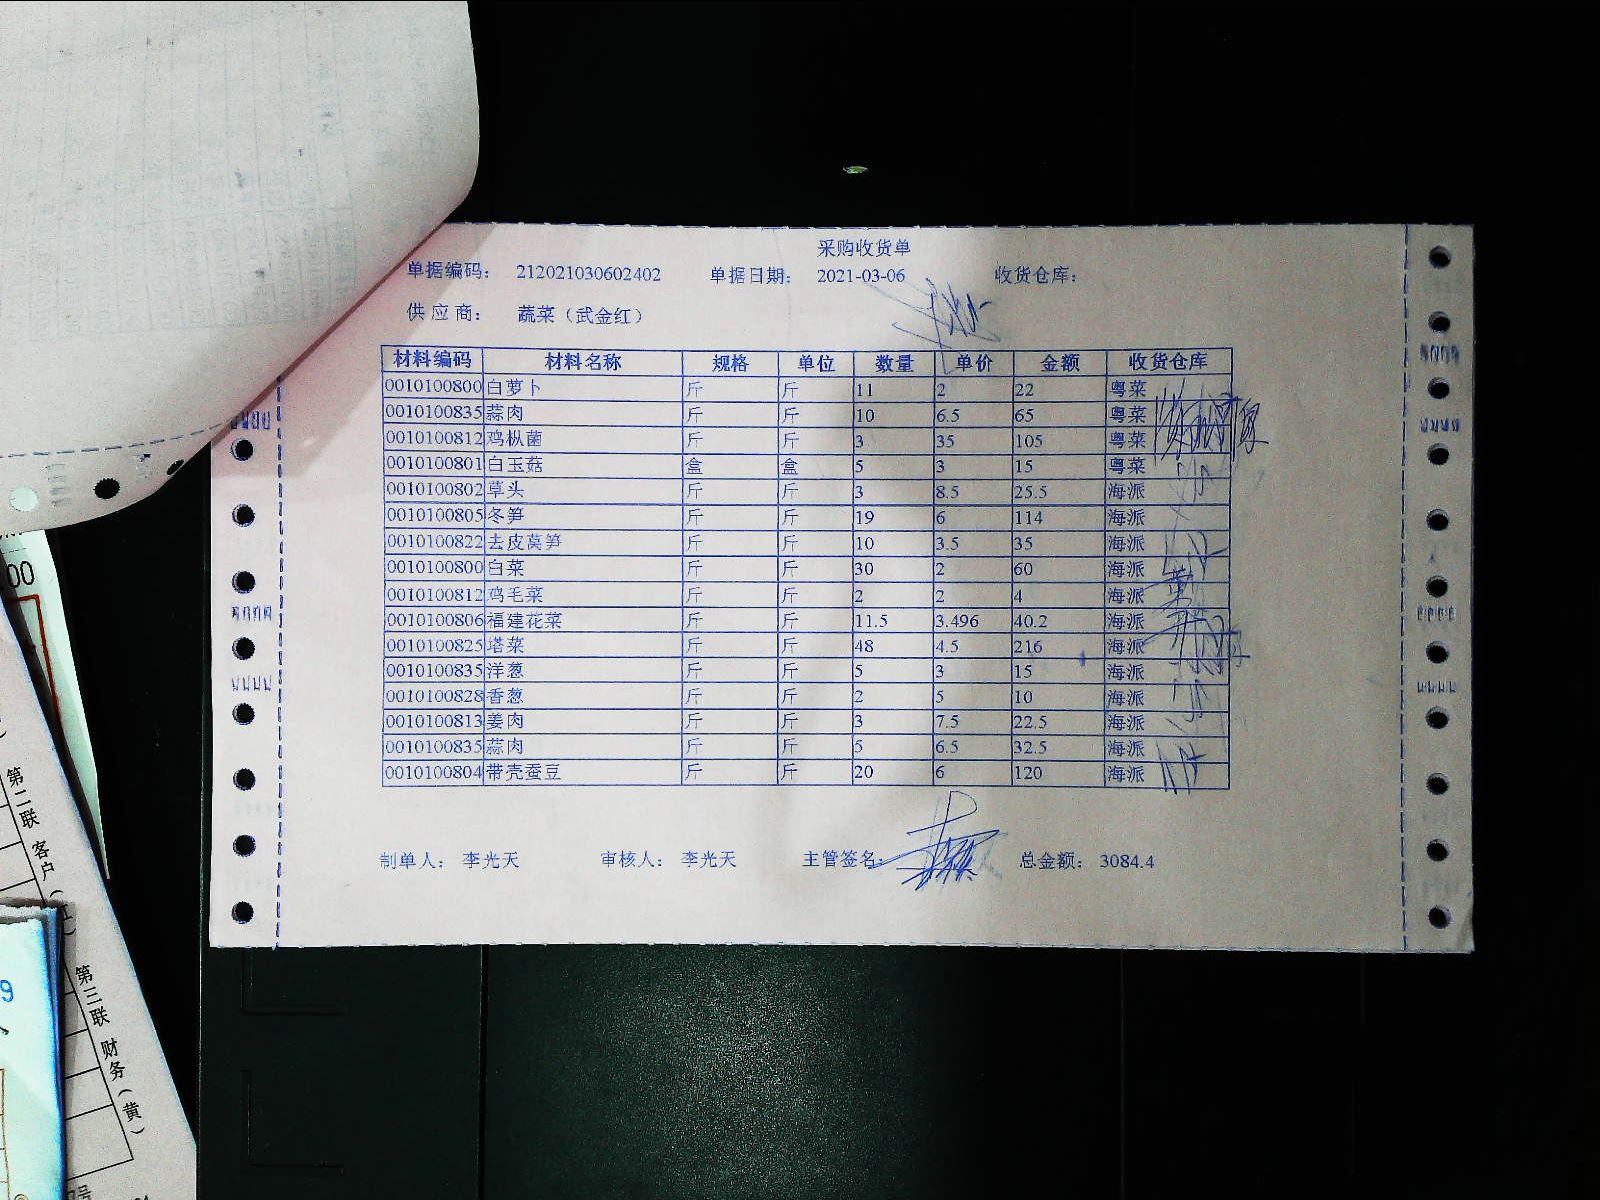 采购收货单
单据编码： 212021030602402 单据日期： 2021-03-06 收货仓库：
供 应 商： 蔬菜（武金红）
材料编码 材料名称 规格 单位 数量 单价 金额 收货仓库
0010100800 白萝卜 斤 斤 11 2 22 粤菜
0010100835 蒜肉 斤 斤 10 6.5 65 粤菜
0010100812 鸡枞菌 斤 斤 3 35 105 粤菜
0010100801 白玉菇 盒 盒 5 3 15 粤菜
0010100802 草头 斤 斤 3 8.5 25.5 海派
0010100805 冬笋 斤 斤 19 6 114 海派
0010100822 去皮莴笋 斤 斤 10 3.5 35 海派
0010100800 白菜 斤 斤 30 2 60 海派
0010100812 鸡毛菜 斤 斤 2 2 4 海派
0010100806 福建花菜 斤 斤 11.5 3.496 40.2 海派
0010100825 塔菜 斤 斤 48 4.5 216 海派
0010100835 洋葱 斤 斤 5 3 15 海派
0010100828 香葱 斤 斤 2 5 10 海派
0010100813 姜肉 斤 斤 3 7.5 22.5 海派
0010100835 蒜肉 斤 斤 5 6.5 32.5 海派
0010100804 带壳蚕豆 斤 斤 20 6 120 海派
制单人： 李光天 审核人： 李光天 主管签名： 总金额： 3084.4
.00
第二联 客户（红）
第三联 财务（黄）
9